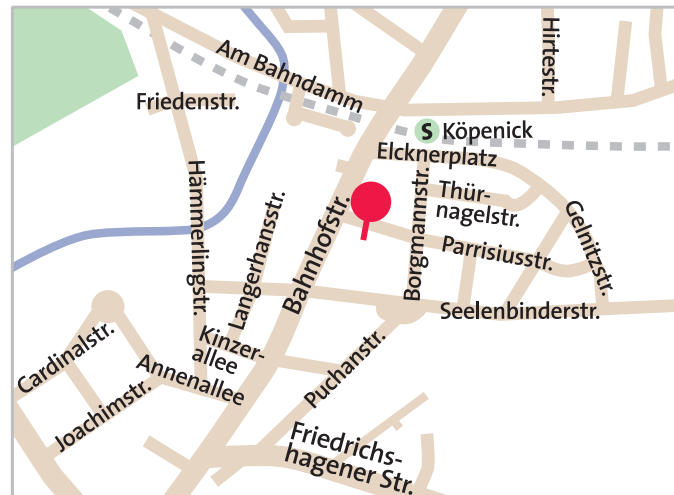 Am Bahndamm
Hirtestr.
Friedenstr.
S Köpenick
Elcknerplatz
Hämmerlingstr.
Langerhansstr.
Bahnhofstr.
Borgmannstr.
Thür-
nagelstr.
Gelnitzstr.
Parrisiusstr.
Seelenbinderstr.
Cardinalstr.
Kinzer-
allee
Annenallee
Joachimstr.
Puchanstr.
Friedrichs-
hagener Str.